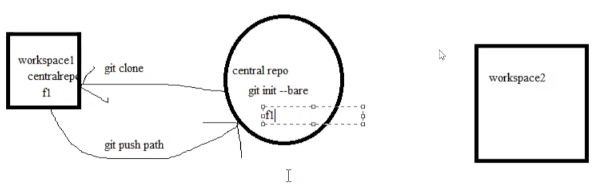 workspace1
centralrepo
f1
git clone
git push path
central repo
git init --bare
f1
workspace2